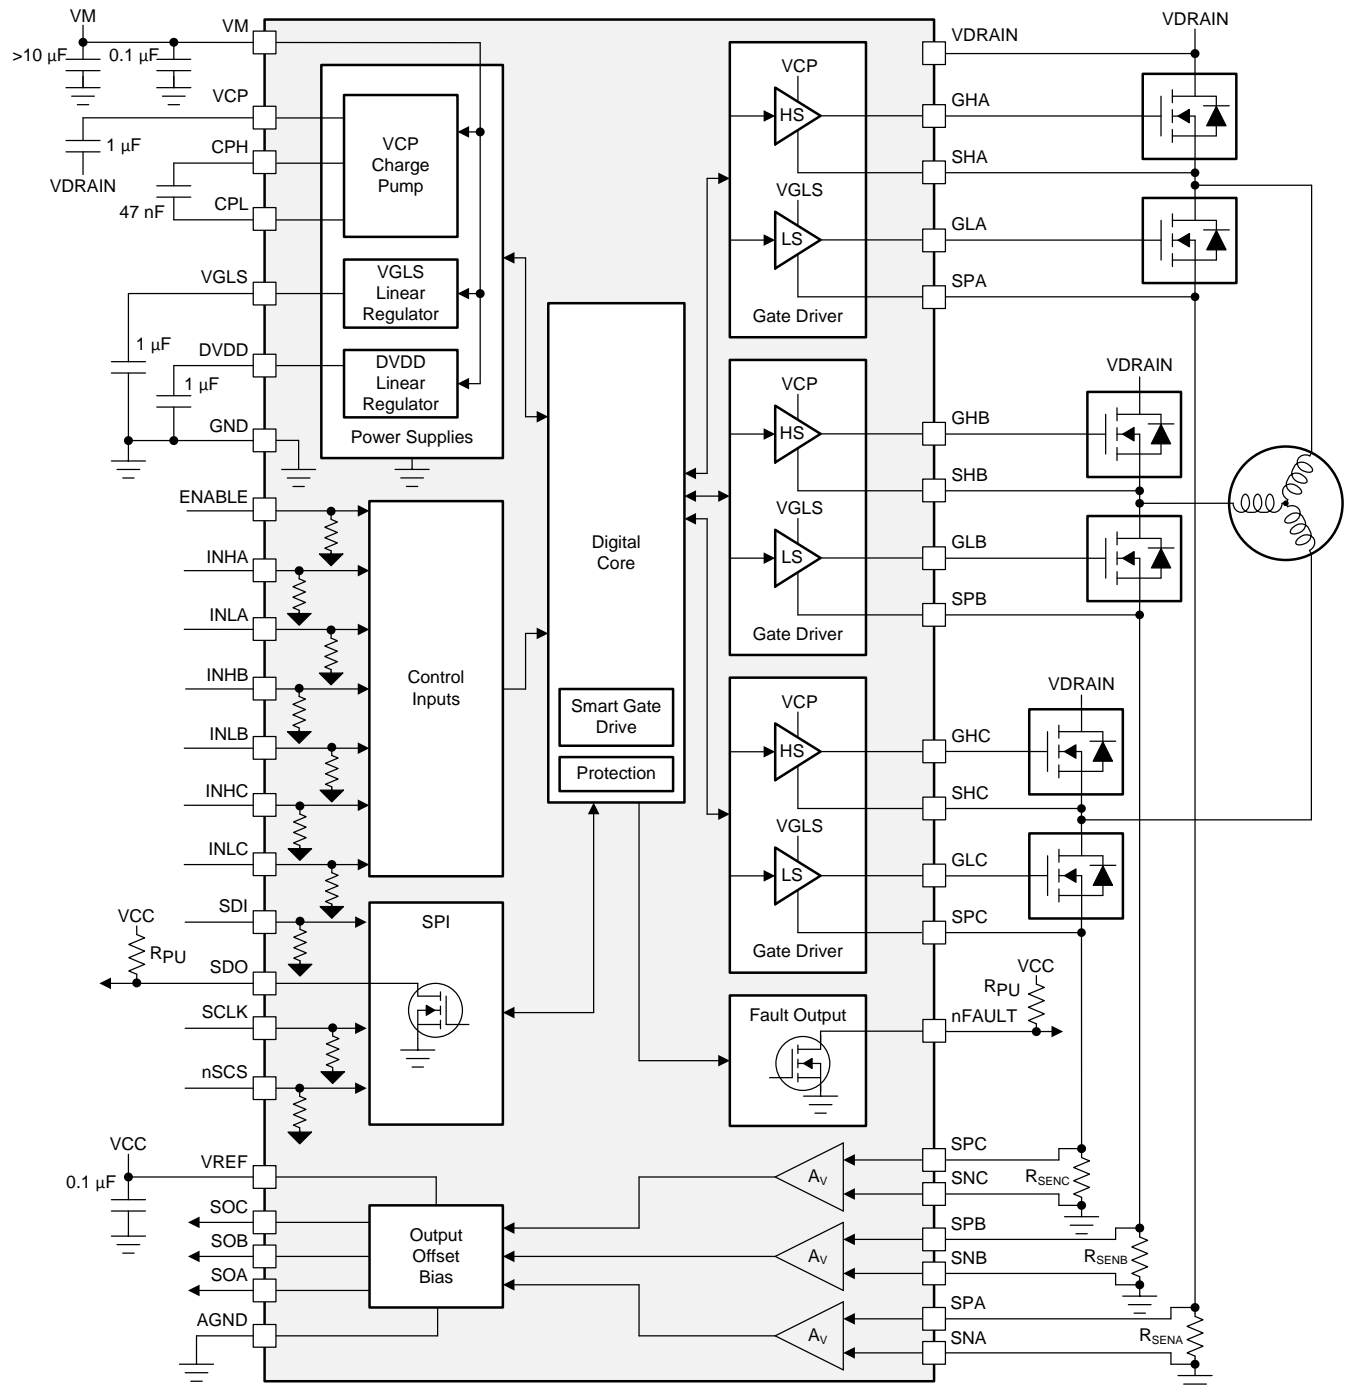 VM
>10 µF
0.1 µF
VM
VCP
1 µF
VDRAIN
CPH
47 nF
CPL
VGLS
1 µF
DVDD
1 µF
GND
VCP
Charge
Pump
VGLS
Linear
Regulator
DVDD
Linear
Regulator
Power Supplies
ENABLE
INHA
INLA
INHB
INLB
INHC
INLC
Control
Inputs
SDI
VCC
RPU
SDO
SCLK
nSCS
SPI
VCC
0.1 µF
VREF
SOC
SOB
SOA
AGND
Output
Offset
Bias
Digital
Core
Smart Gate
Drive
Protection
VCP
HS
VGLS
LS
Gate Driver
VCP
HS
VGLS
LS
Gate Driver
VCP
HS
VGLS
LS
Gate Driver
Fault Output
AV
AV
AV
VDRAIN
GHA
SHA
GLA
SPA
VDRAIN
GHB
SHB
GLB
SPB
VDRAIN
GHC
SHC
GLC
SPC
VDRAIN
VCC
RPU
nFAULT
SPC
SNC
RSENC
SPB
SNB
RSENB
SPA
SNA
RSENA